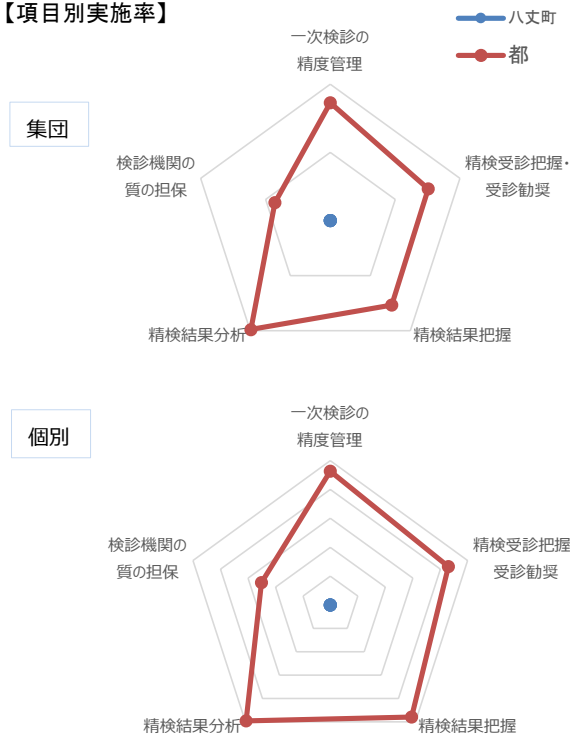 【項目別実施率】
八丈町
都
集団
一次検診の
精度管理
精検受診把握・
受診勧奨
精検結果把握
精検結果分析
検診機関の
質の担保
個別
一次検診の
精度管理
精検受診把握
受診勧奨
精検結果把握
精検結果分析
検診機関の
質の担保